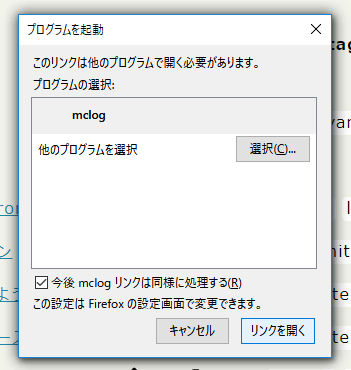 プログラムを起動
このリンクは他のプログラムで開く必要があります。
プログラムの選択:
mclog
他のプログラムを選択
選択(C)...
今後 mclog リンクは同様に処理する(R)
この設定は Firefox の設定画面で変更できます。
キャンセル
リンクを開く